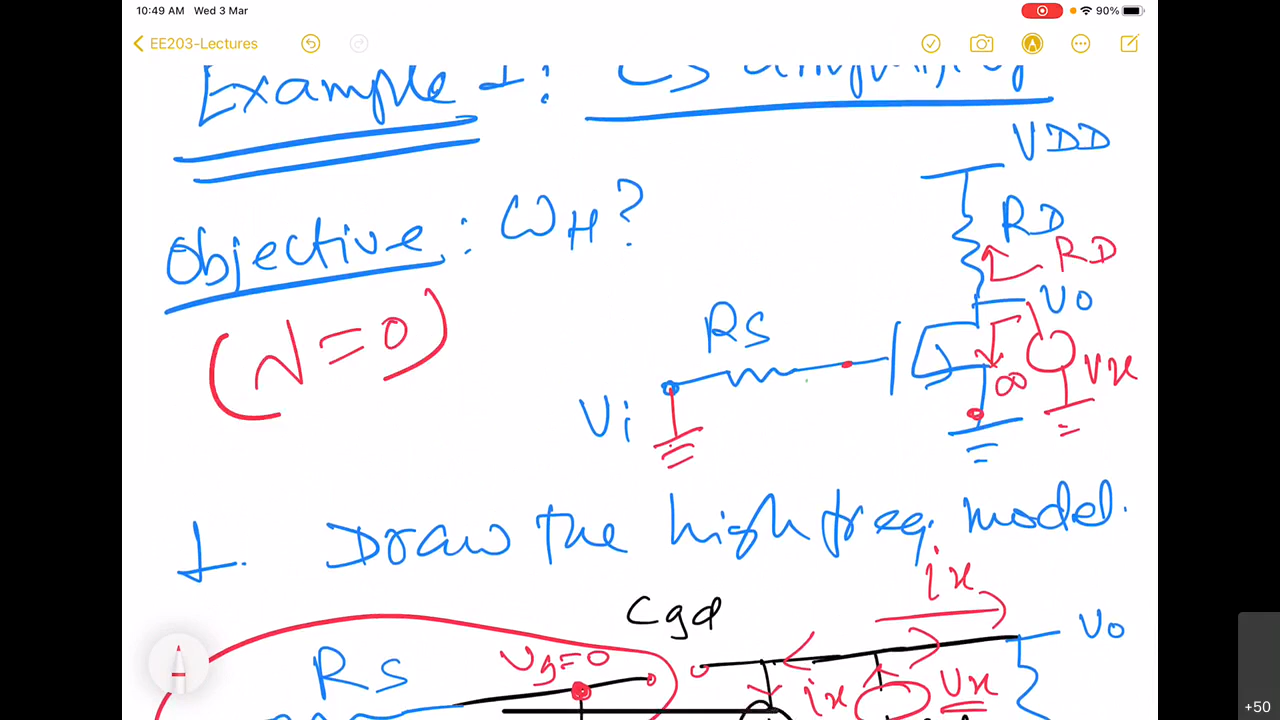 10:49 AM Wed 3 Mar
90%
EE203-Lectures
Example 1: CS amplifier
VDD
Objective: ωH?
RD
RD
Vo
(λ=0)
RS
Vx
∞
Vi
1. Draw the high freq. model.
ix
Cgd
Vo
RS
Vg=0
ix
Vx
+50